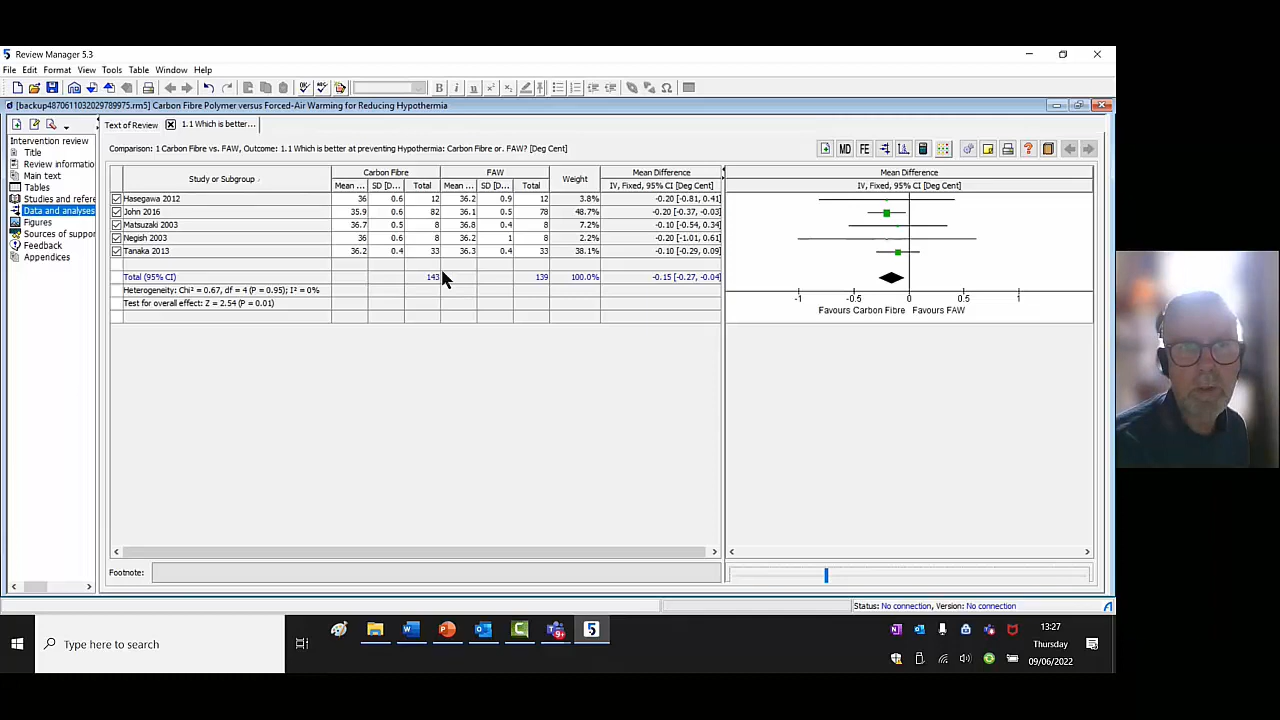 5 Review Manager 5.3
File Edit Format View Tools Table Window Help
[backup4870611032029789975.rm5] Carbon Fibre Polymer versus Forced-Air Warming for Reducing Hypothermia
Intervention review
Title
Review informatio
Main text
Tables
Studies and refere
Data and analyses
Figures
Sources of suppor
Feedback
Appendices
Text of Review 1.1 Which is better...
Comparison: 1 Carbon Fibre vs. FAW, Outcome: 1.1 Which is better at preventing Hypothermia: Carbon Fibre or. FAW? [Deg Cent]
MD FE
Study or Subgroup Carbon Fibre FAW Weight Mean Difference Mean Difference
Mean ... SD [D... Total Mean ... SD [D... Total IV, Fixed, 95% CI [Deg Cent] IV, Fixed, 95% CI [Deg Cent]
Hasegawa 2012 36 0.6 12 36.2 0.9 12 3.8% -0.20 [-0.81, 0.41]
John 2016 35.9 0.6 82 36.1 0.5 78 48.7% -0.20 [-0.37, -0.03]
Matsuzaki 2003 36.7 0.5 8 36.8 0.4 8 7.2% -0.10 [-0.54, 0.34]
Negish 2003 36 0.6 8 36.2 1 8 2.2% -0.20 [-1.01, 0.61]
Tanaka 2013 36.2 0.4 33 36.3 0.4 33 38.1% -0.10 [-0.29, 0.09]
Total (95% CI) 143 139 100.0% -0.15 [-0.27, -0.04]
Heterogeneity: Chi² = 0.67, df = 4 (P = 0.95); I² = 0%
Test for overall effect: Z = 2.54 (P = 0.01)
-1 -0.5 0 0.5 1
Favours Carbon Fibre Favours FAW
Footnote:
Status: No connection, Version: No connection
Type here to search
13:27
Thursday
09/06/2022